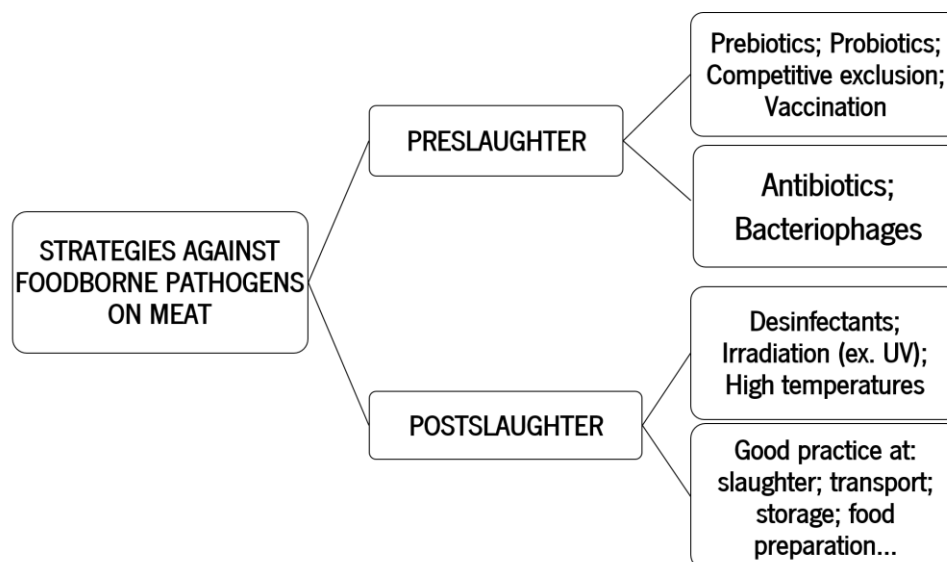 STRATEGIES AGAINST
FOODBORNE PATHOGENS
ON MEAT
PRESLAUGHTER
Prebiotics; Probiotics;
Competitive exclusion;
Vaccination
Antibiotics;
Bacteriophages
POSTSLAUGHTER
Desinfectants;
Irradiation (ex. UV);
High temperatures
Good practice at:
slaughter; transport;
storage; food
preparation...